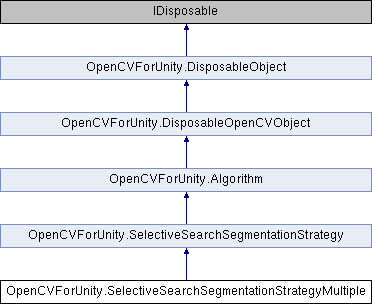 IDisposable
OpenCVForUnity.DisposableObject
OpenCVForUnity.DisposableOpenCVObject
OpenCVForUnity.Algorithm
OpenCVForUnity.SelectiveSearchSegmentationStrategy
OpenCVForUnity.SelectiveSearchSegmentationStrategyMultiple